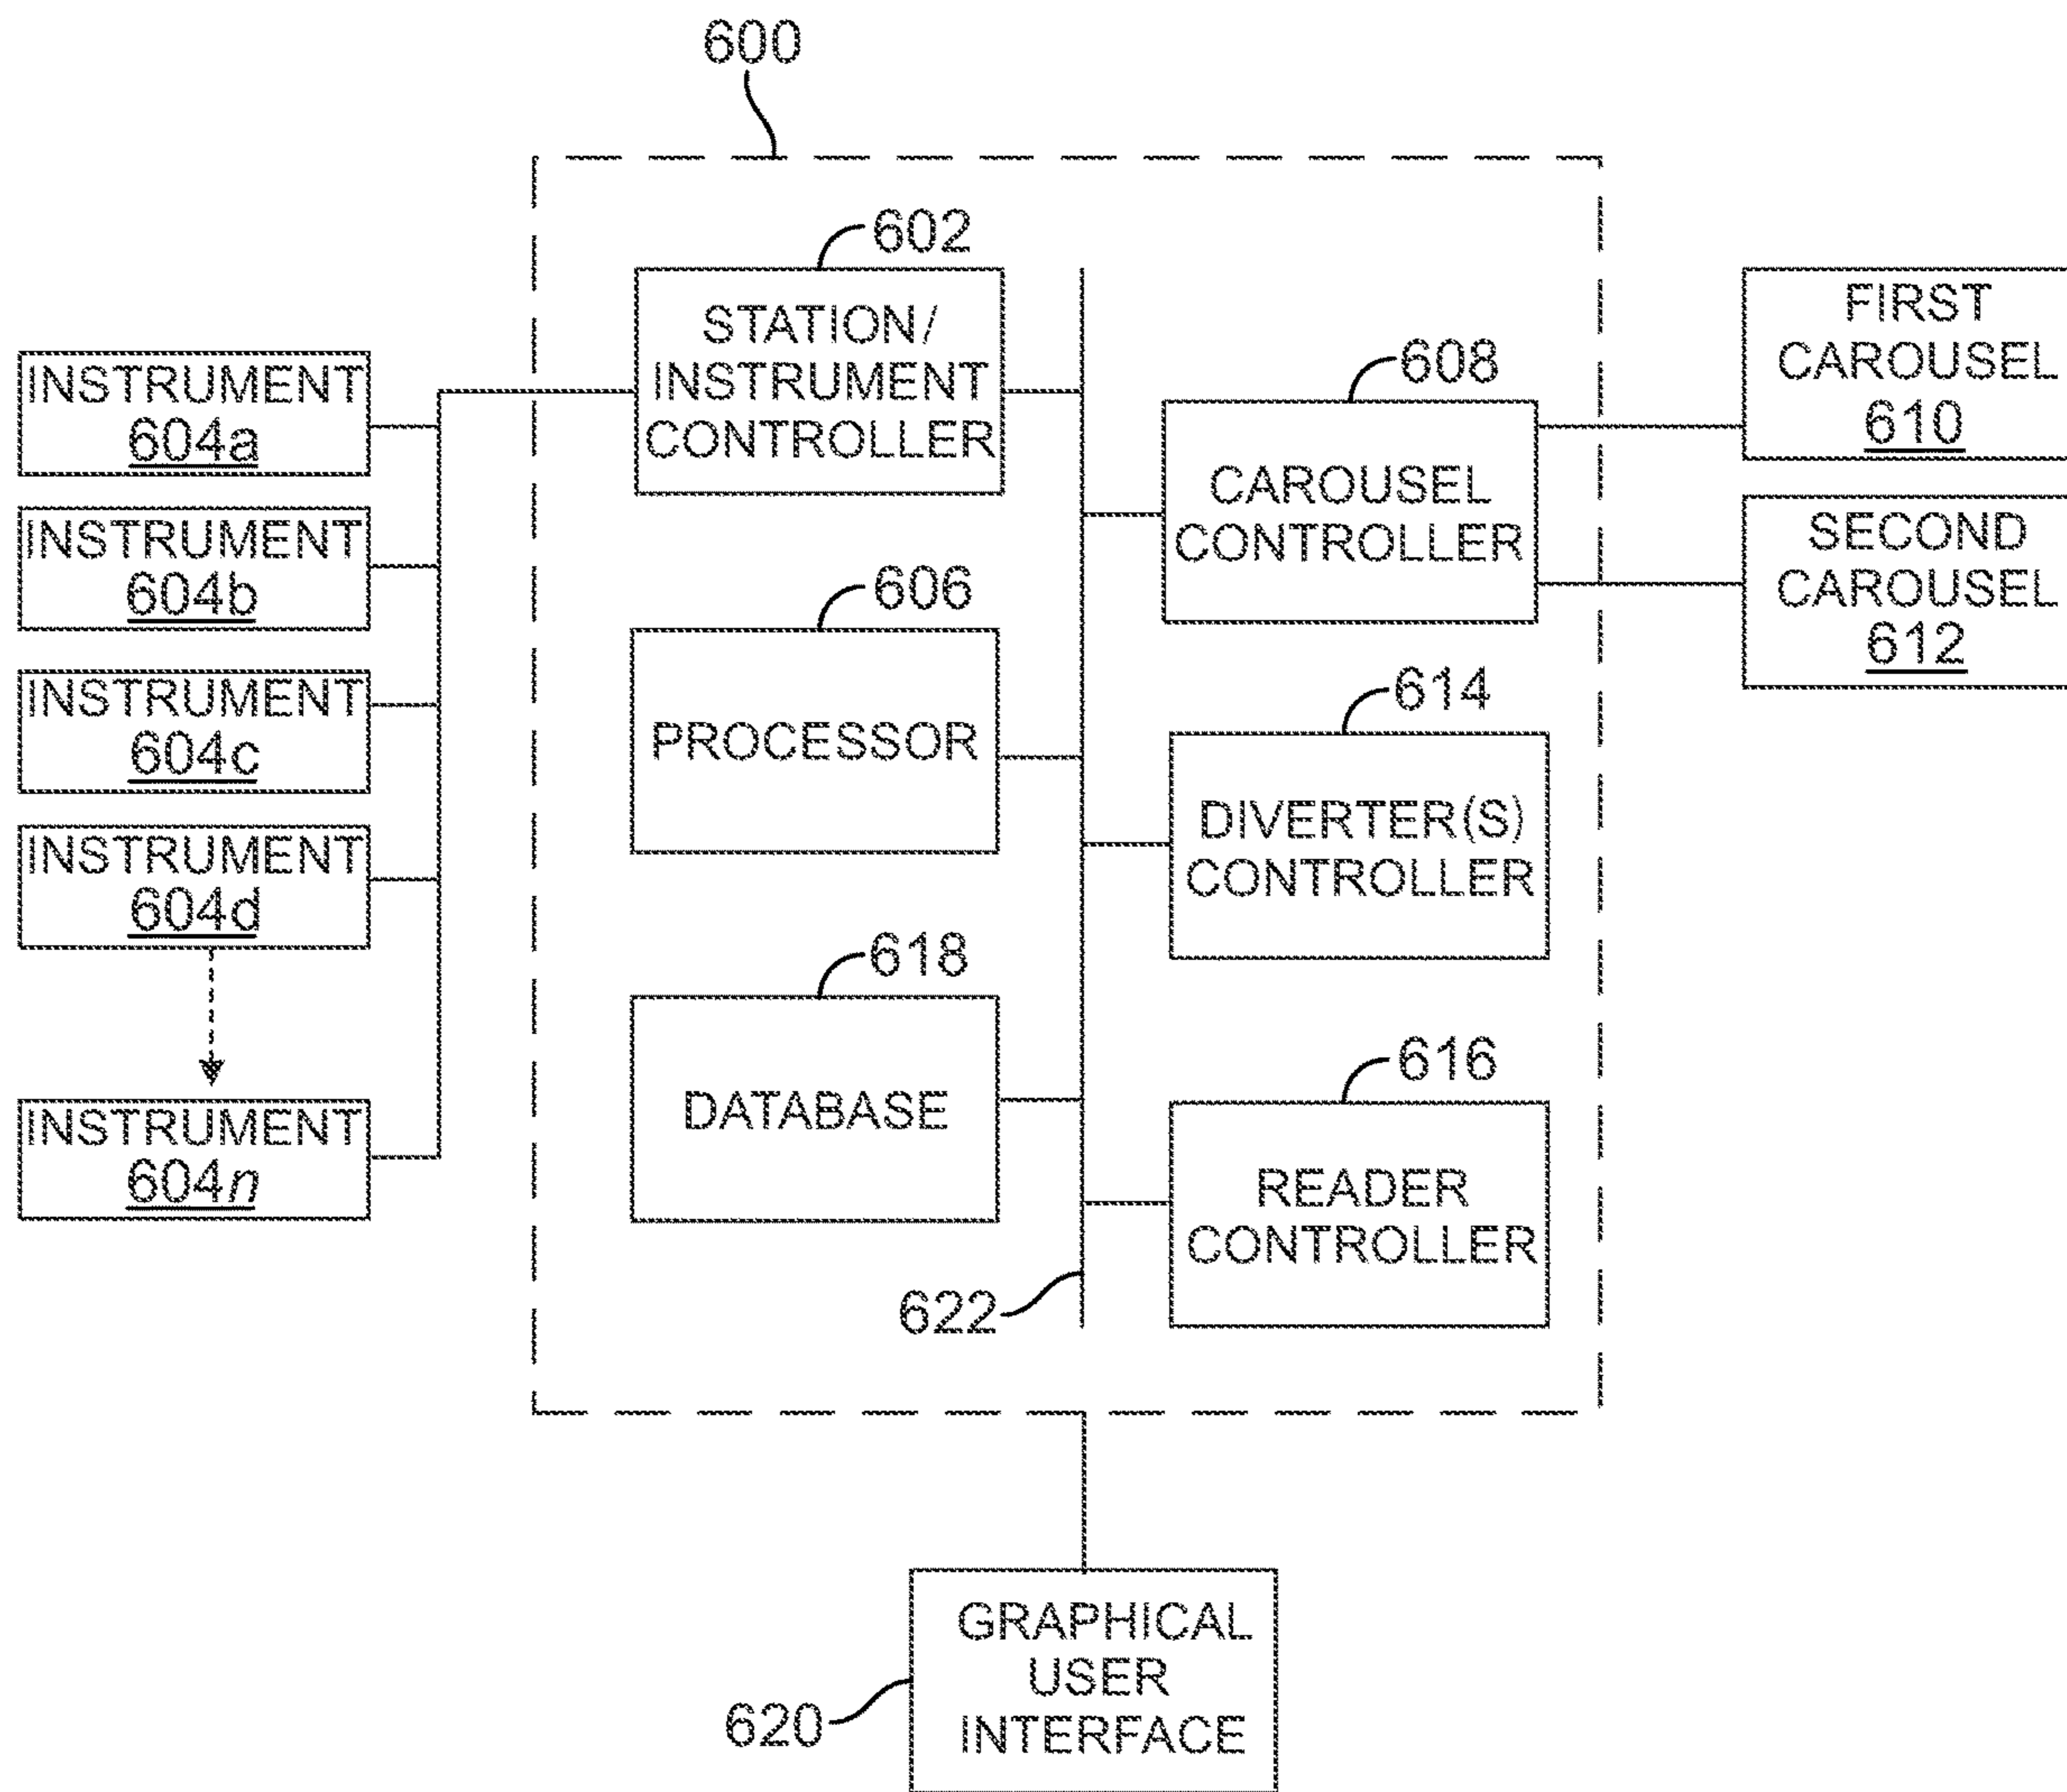 600
602
STATION/
INSTRUMENT
CONTROLLER
INSTRUMENT
604a
INSTRUMENT
604b
INSTRUMENT
604c
INSTRUMENT
604d
INSTRUMENT
604n
606
PROCESSOR
618
DATABASE
608
CAROUSEL
CONTROLLER
614
DIVERTER(S)
CONTROLLER
616
READER
CONTROLLER
622
FIRST
CAROUSEL
610
SECOND
CAROUSEL
612
GRAPHICAL
USER
INTERFACE
620